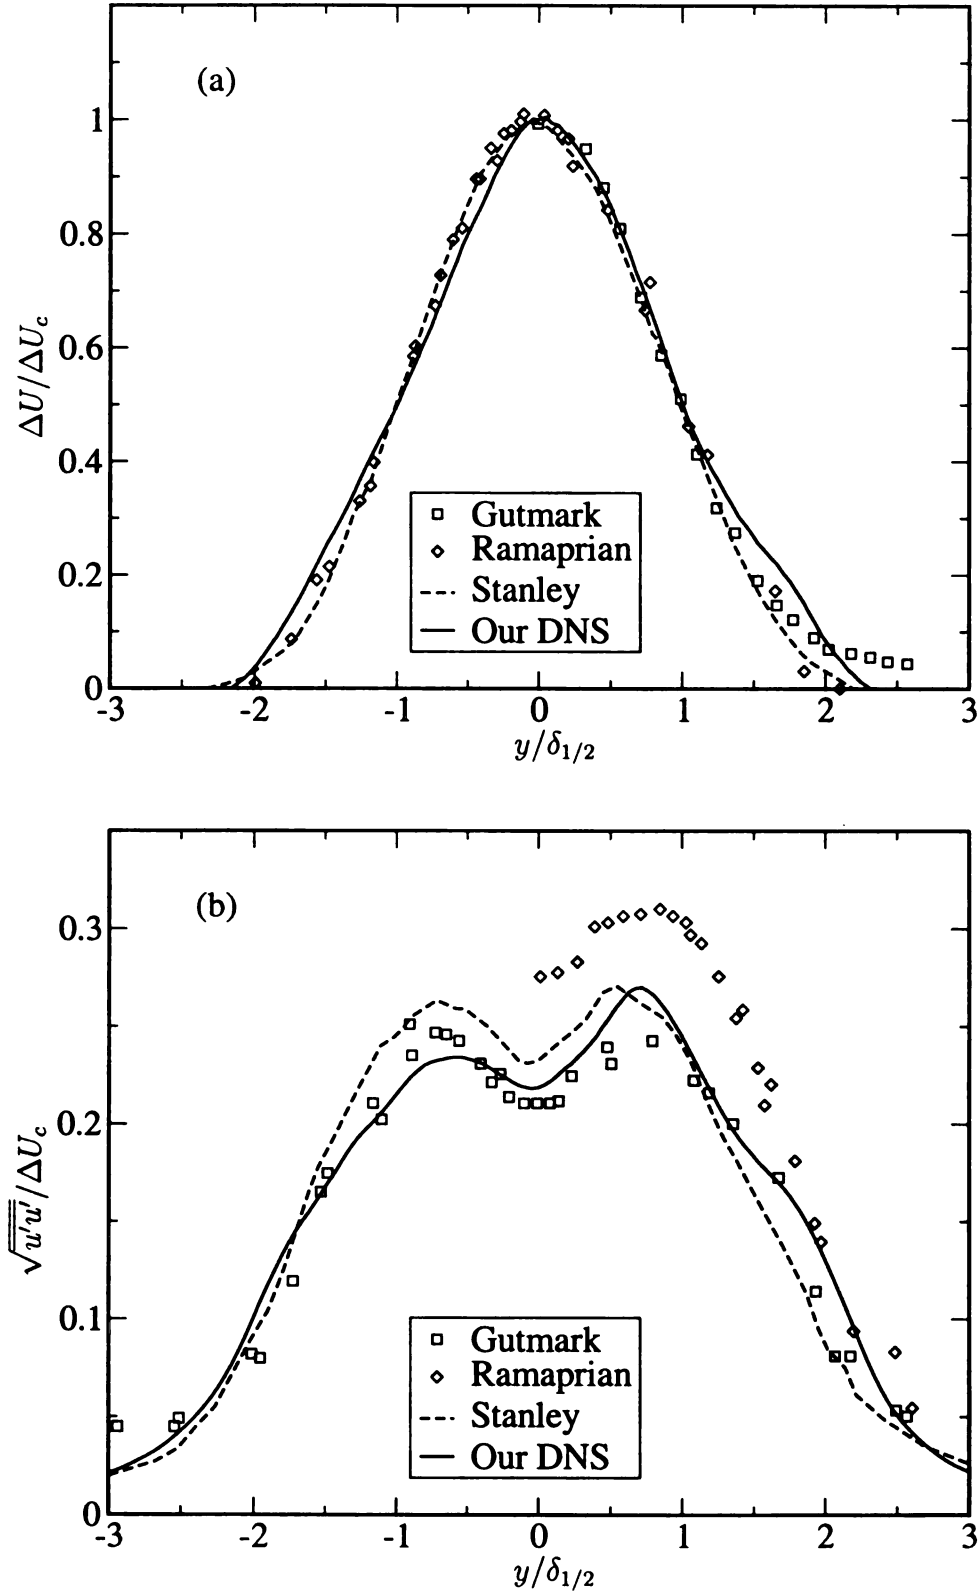 (a)
1
0.8
0.6
0.4
0.2
0
ΔU/ΔU_c
Gutmark
Ramaprian
Stanley
Our DNS
-3 -2 -1 0 1 2 3
y/δ_{1/2}
(b)
0.3
0.2
0.1
0
√u'u'/ΔU_c
Gutmark
Ramaprian
Stanley
Our DNS
-3 -2 -1 0 1 2 3
y/δ_{1/2}